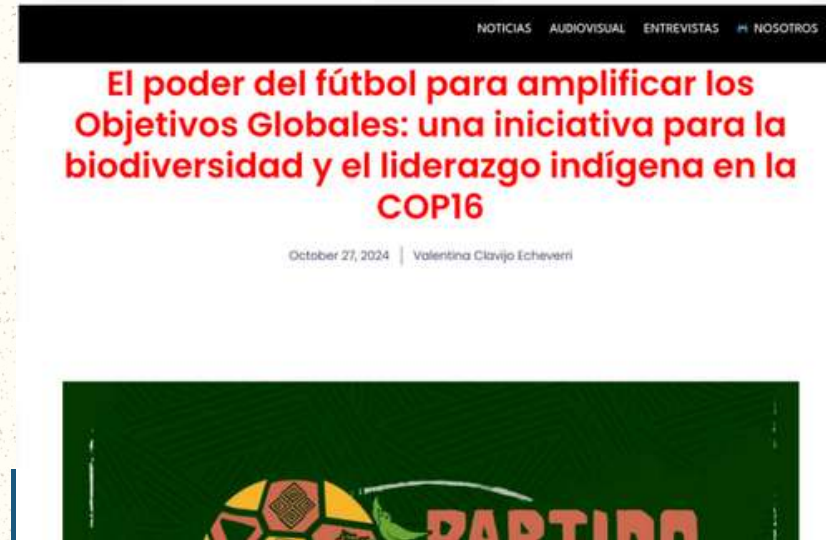 NOTICIAS AUDIOVISUAL ENTREVISTAS NOSOTROS
El poder del fútbol para amplificar los
Objetivos Globales: una iniciativa para la
biodiversidad y el liderazgo indígena en la
COP16
October 27, 2024 | Valentina Clavijo Echeverri
PARTIDO